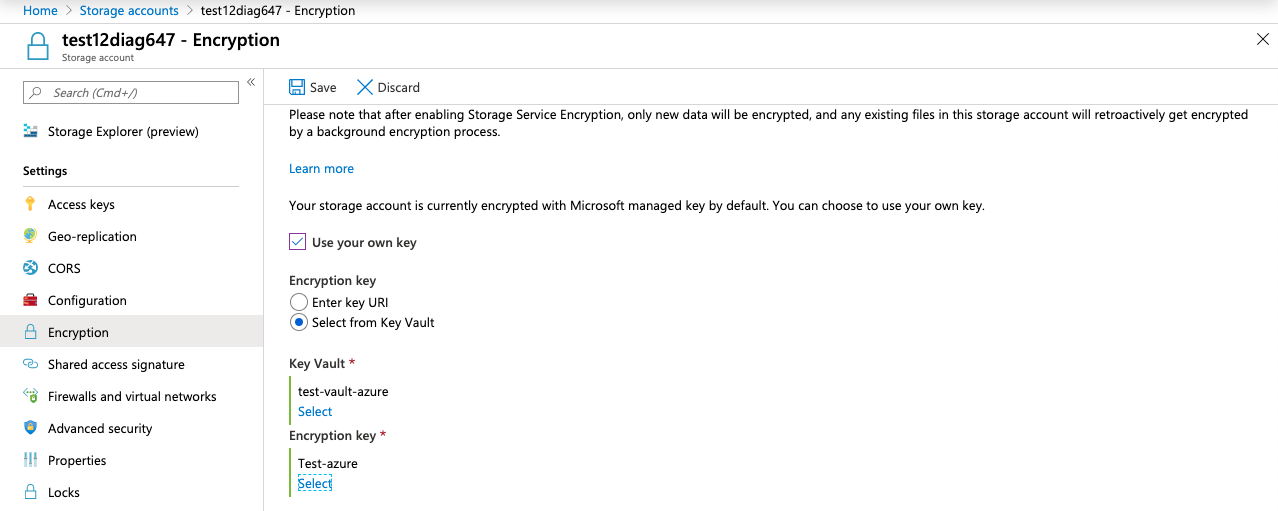 Home > Storage accounts > test12diag647 - Encryption
test12diag647 - Encryption
Storage account
Search (Cmd+/)
Storage Explorer (preview)
Settings
Access keys
Geo-replication
CORS
Configuration
Encryption
Shared access signature
Firewalls and virtual networks
Advanced security
Properties
Locks
Save Discard
Please note that after enabling Storage Service Encryption, only new data will be encrypted, and any existing files in this storage account will retroactively get encrypted
by a background encryption process.
Learn more
Your storage account is currently encrypted with Microsoft managed key by default. You can choose to use your own key.
Use your own key
Encryption key
Enter key URI
Select from Key Vault
Key Vault *
test-vault-azure
Select
Encryption key *
Test-azure
Select